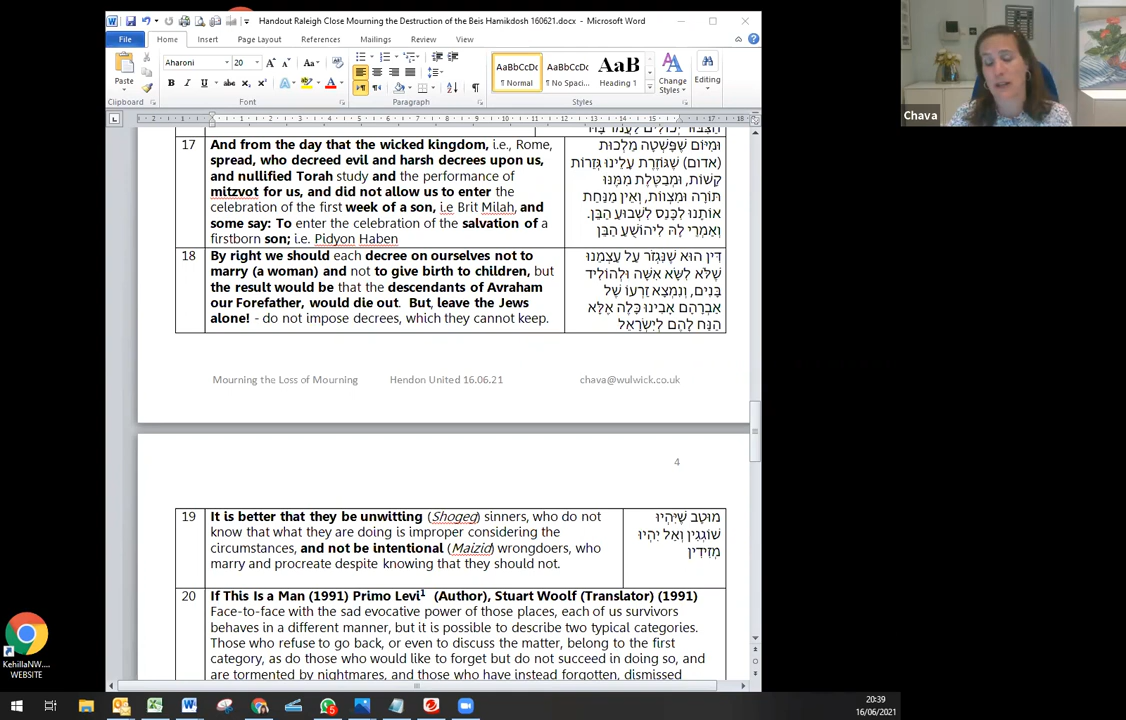 Handout Raleigh Close Mourning the Destruction of the Beis Hamikdosh 160621.docx - Microsoft Word
File Home Insert Page Layout References Mailings Review View
Aharoni 20
Paste
Clipboard Font Paragraph Styles
AaBbCcDc AaBbCcDc AaB
¶ Normal ¶ No Spaci... Heading 1
Change Styles
Editing
Chava
17
And from the day that the wicked kingdom, i.e., Rome,
spread, who decreed evil and harsh decrees upon us,
and nullified Torah study and the performance of
mitzvot for us, and did not allow us to enter the
celebration of the first week of a son, i.e Brit Milah, and
some say: To enter the celebration of the salvation of a
firstborn son; i.e. Pidyon Haben
וּמִיּוֹם שֶׁפָּשְׁטָה מַלְכוּת
(אדום) שֶׁגּוֹזֶרֶת עָלֵינוּ גְּזֵרוֹת
קָשׁוֹת, וּמְבַטֶּלֶת מִמֶּנּוּ
תּוֹרָה וּמִצְוֹות, וְאֵין מַנַּחַת
אוֹתָנוּ לִכָּנֵס לִשְׁבוּעַ הַבֵּן.
וְאָמְרִי לַהּ לִיהוֹשֻׁעַ הַבֵּן
18
By right we should each decree on ourselves not to
marry (a woman) and not to give birth to children, but
the result would be that the descendants of Avraham
our Forefather, would die out. But, leave the Jews
alone! - do not impose decrees, which they cannot keep.
דִּין הוּא שֶׁנִּגְזֹר עַל עַצְמֵנוּ
שֶׁלֹּא לִשָּׂא אִשָּׁה וּלְהוֹלִיד
בָּנִים, וְנִמְצָא זַרְעוֹ שֶׁל
אַבְרָהָם אָבִינוּ כָּלֶה אֶלָּא
הַנַּח לָהֶם לְיִשְׂרָאֵל
Mourning the Loss of Mourning Hendon United 16.06.21 chava@wulwick.co.uk
4
19
It is better that they be unwitting (Shogeg) sinners, who do not
know that what they are doing is improper considering the
circumstances, and not be intentional (Maizid) wrongdoers, who
marry and procreate despite knowing that they should not.
מוּטָב שֶׁיִּהְיוּ
שׁוֹגְגִין וְאַל יִהְיוּ
מְזִידִין
20
If This Is a Man (1991) Primo Levi¹ (Author), Stuart Woolf (Translator) (1991)
Face-to-face with the sad evocative power of those places, each of us survivors
behaves in a different manner, but it is possible to describe two typical categories.
Those who refuse to go back, or even to discuss the matter, belong to the first
category, as do those who would like to forget but do not succeed in doing so, and
are tormented by nightmares, and those who have instead forgotten, dismissed
KehillaNW...
WEBSITE
20:39
16/06/2021